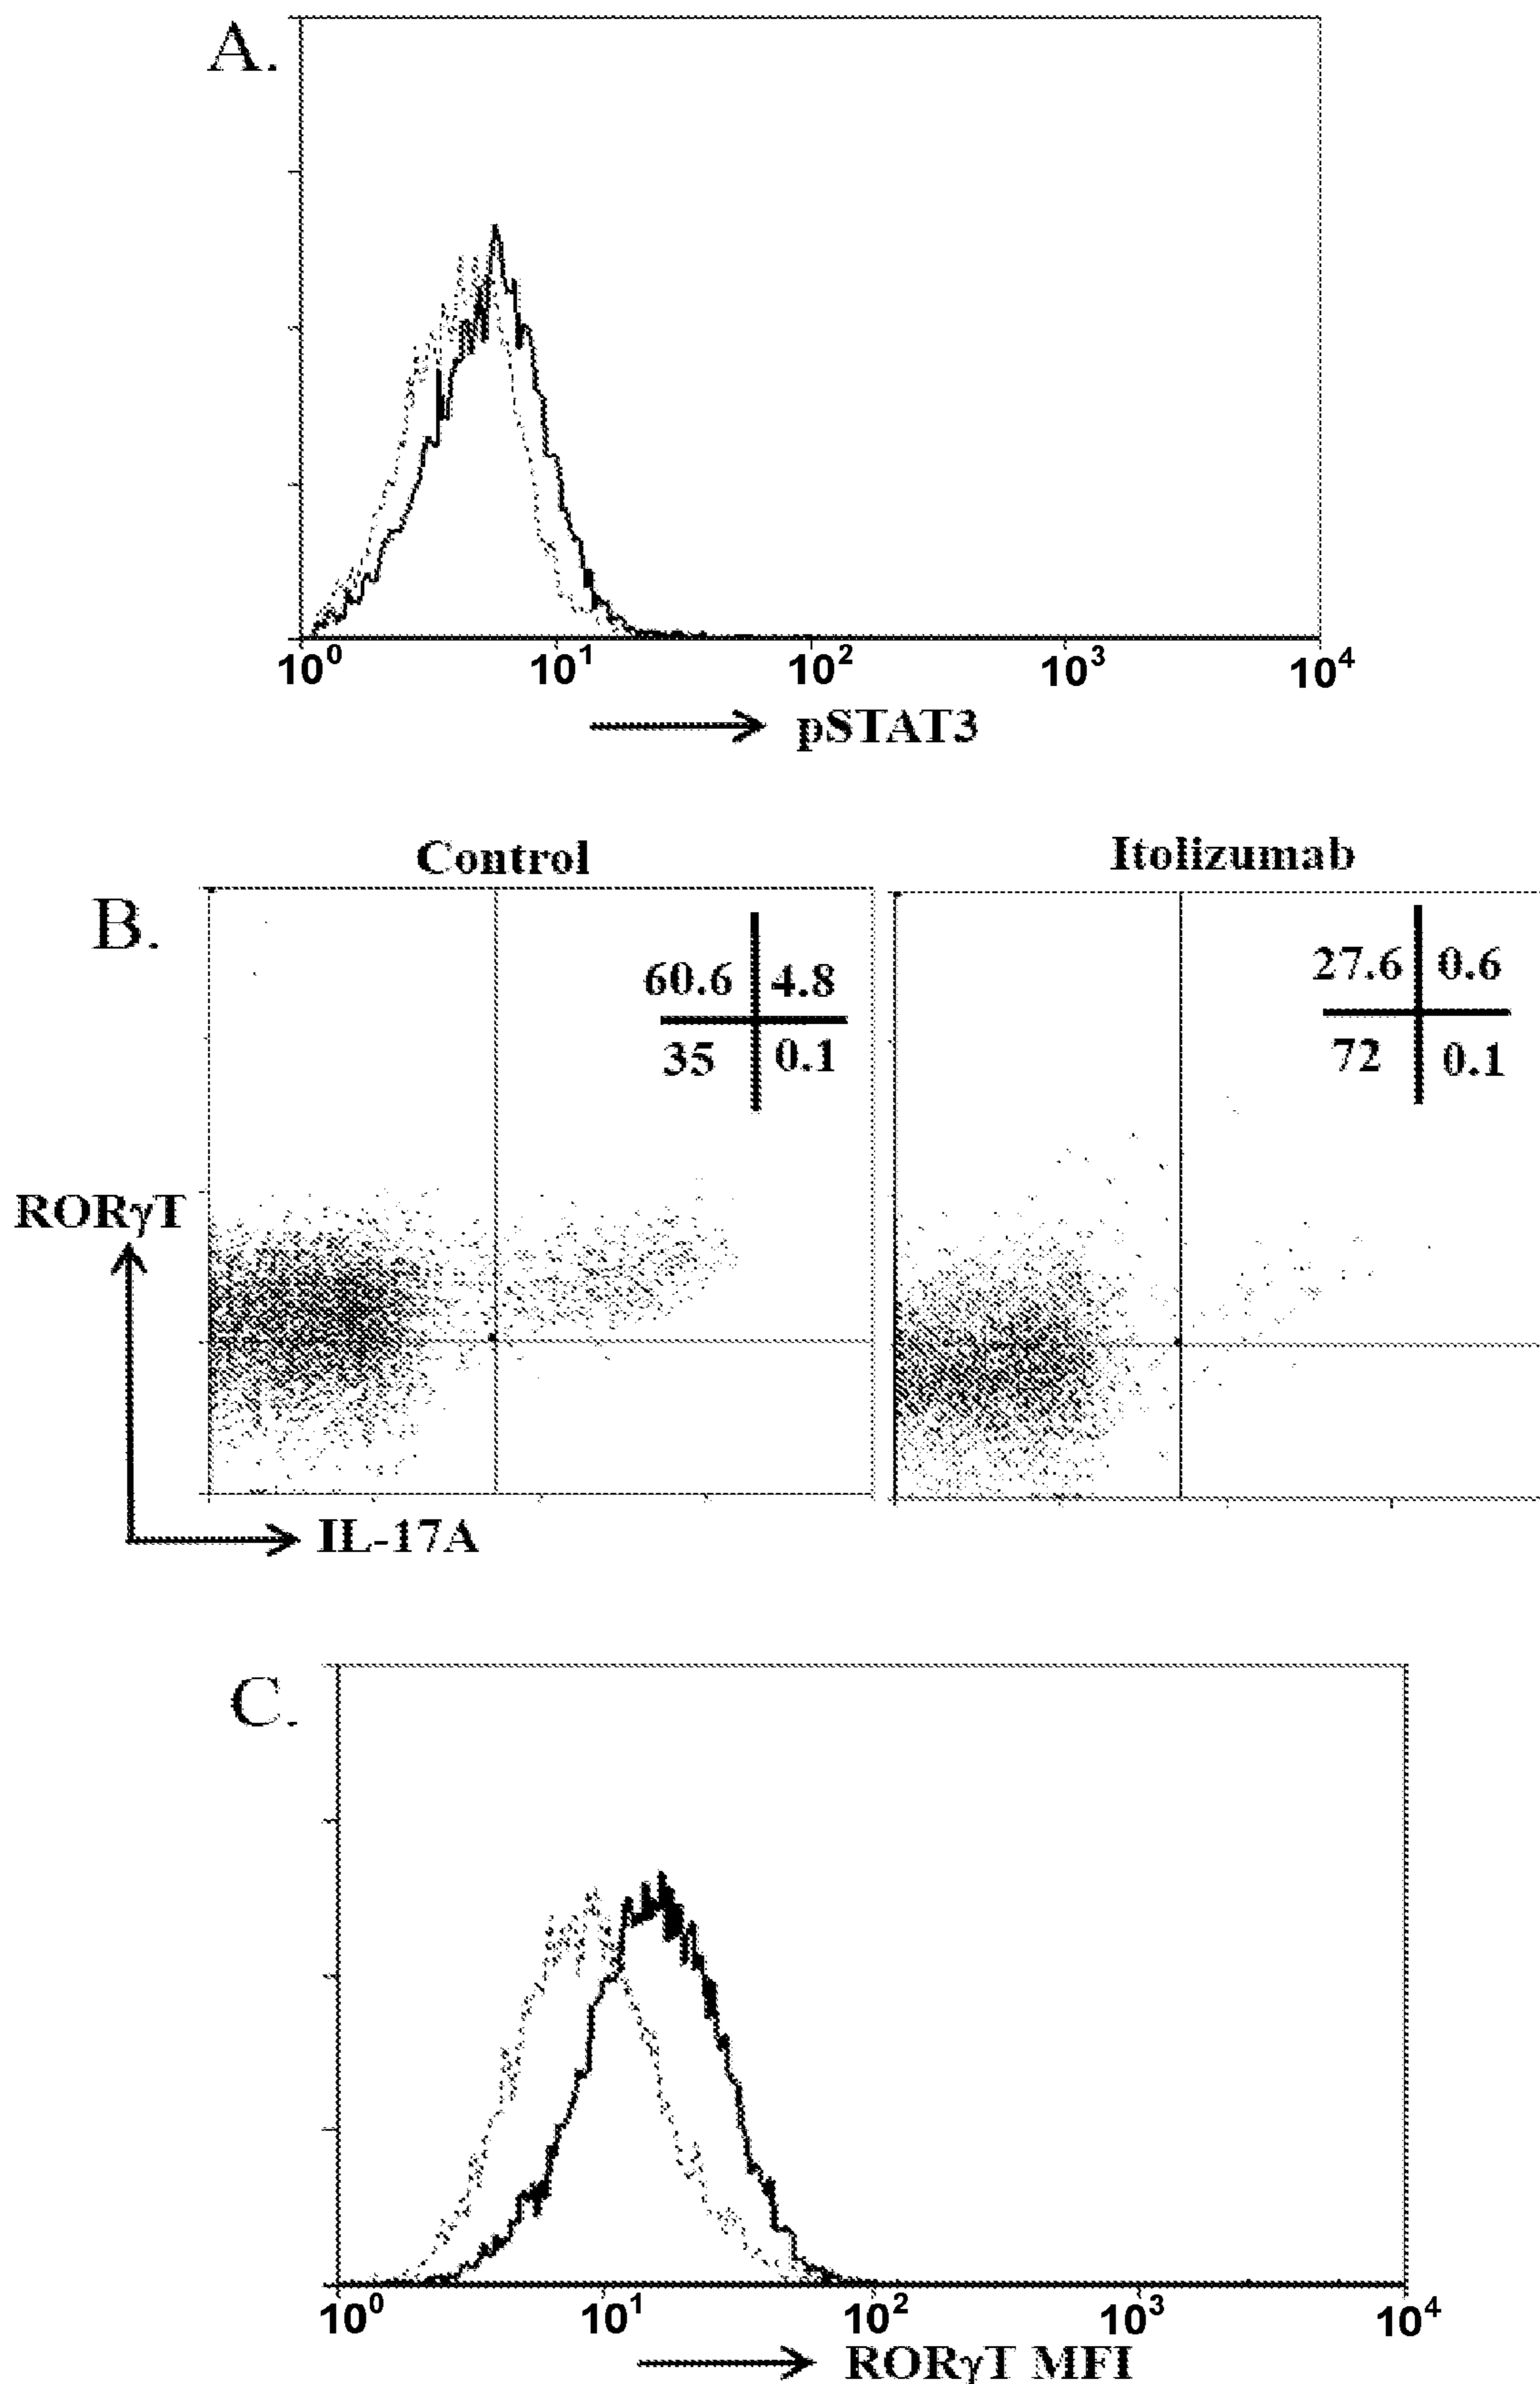 A.
10⁰ 10¹ 10² 10³ 10⁴
pSTAT3
Control Itolizumab
B.
60.6 4.8
35 0.1
27.6 0.6
72 0.1
RORγT
IL-17A
C.
10⁰ 10¹ 10² 10³ 10⁴
RORγT MFI